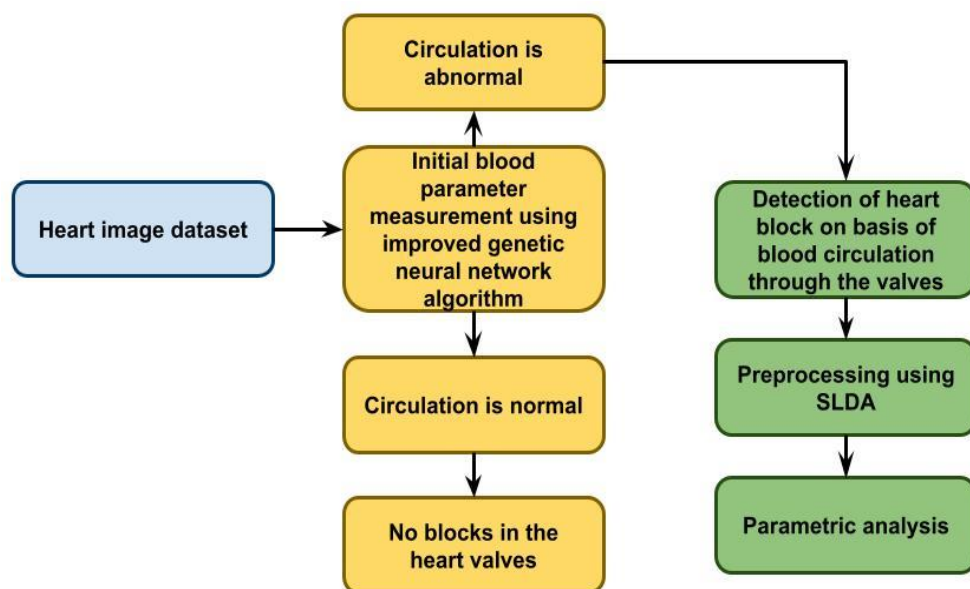 Circulation is
abnormal
Heart image dataset
Initial blood
parameter
measurement using
improved genetic
neural network
algorithm
Detection of heart
block on basis of
blood circulation
through the valves
Circulation is normal
Preprocessing using
SLDA
No blocks in the
heart valves
Parametric analysis